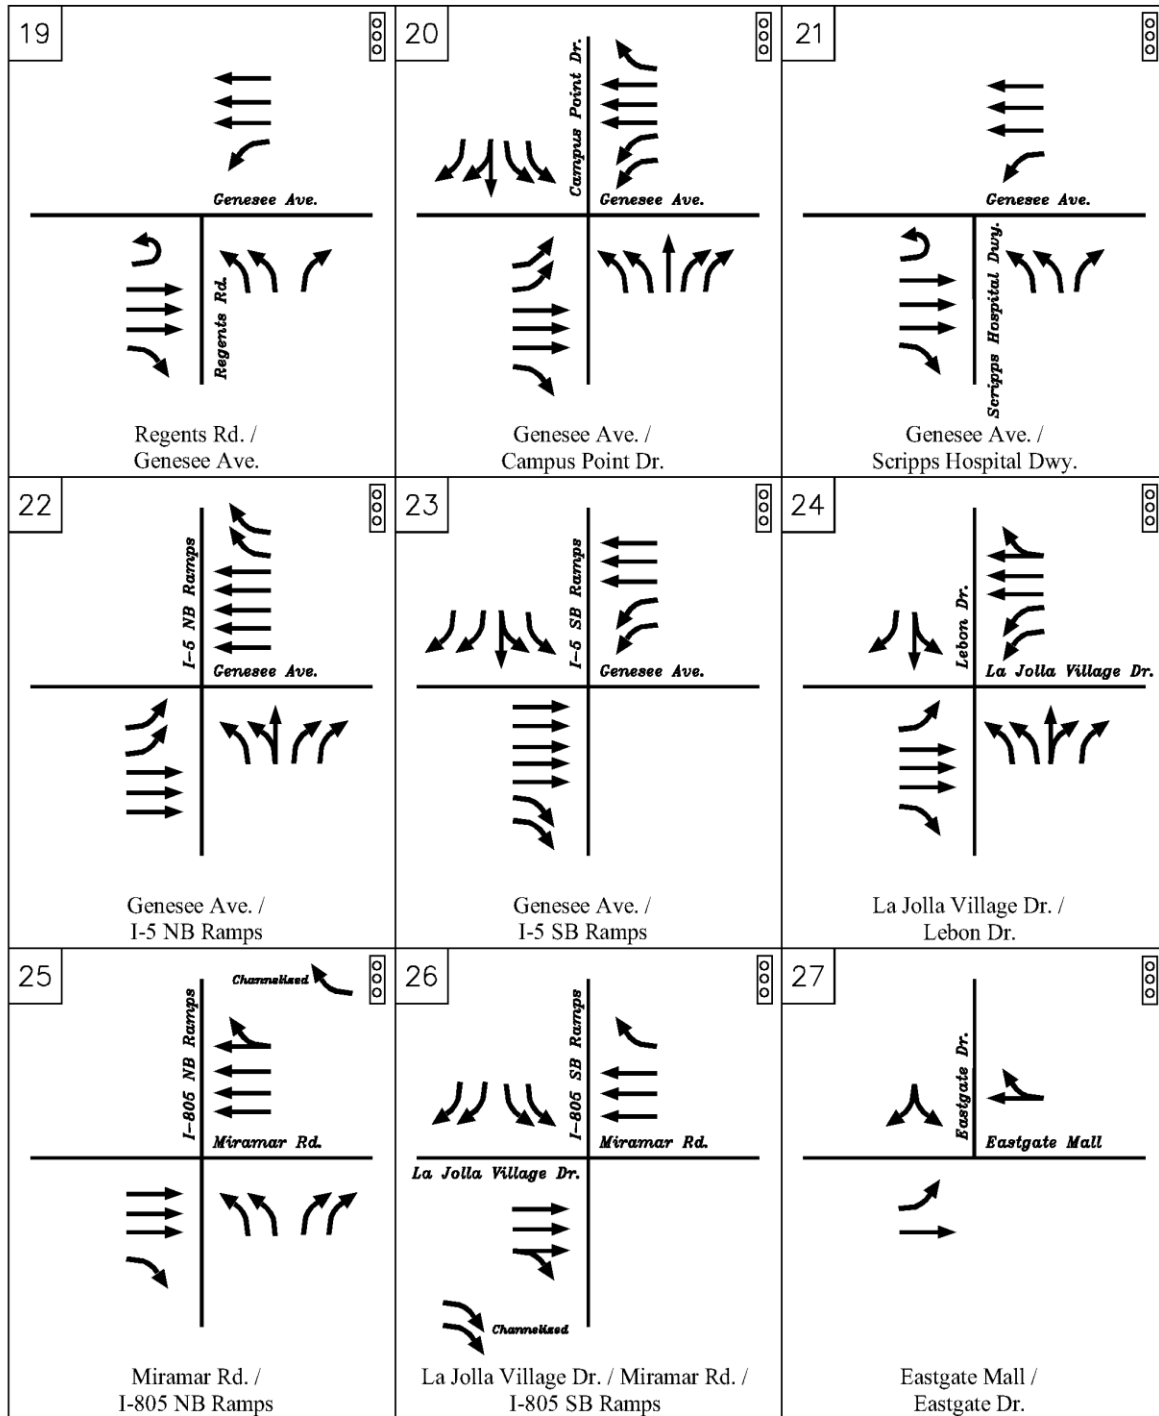 19
Genesee Ave.
Regents Rd.
Regents Rd. /
Genesee Ave.
20
Campus Point Dr.
Genesee Ave.
Genesee Ave. /
Campus Point Dr.
21
Genesee Ave.
Scripps Hospital Dwy.
Genesee Ave. /
Scripps Hospital Dwy.
22
I-5 NB Ramps
Genesee Ave.
Genesee Ave. /
I-5 NB Ramps
23
I-5 SB Ramps
Genesee Ave.
Genesee Ave. /
I-5 SB Ramps
24
Lebon Dr.
La Jolla Village Dr.
La Jolla Village Dr. /
Lebon Dr.
25
Channelized
I-805 NB Ramps
Miramar Rd.
Miramar Rd. /
I-805 NB Ramps
26
I-805 SB Ramps
Miramar Rd.
La Jolla Village Dr.
Channelized
La Jolla Village Dr. / Miramar Rd. /
I-805 SB Ramps
27
Eastgate Dr.
Eastgate Mall
Eastgate Mall /
Eastgate Dr.